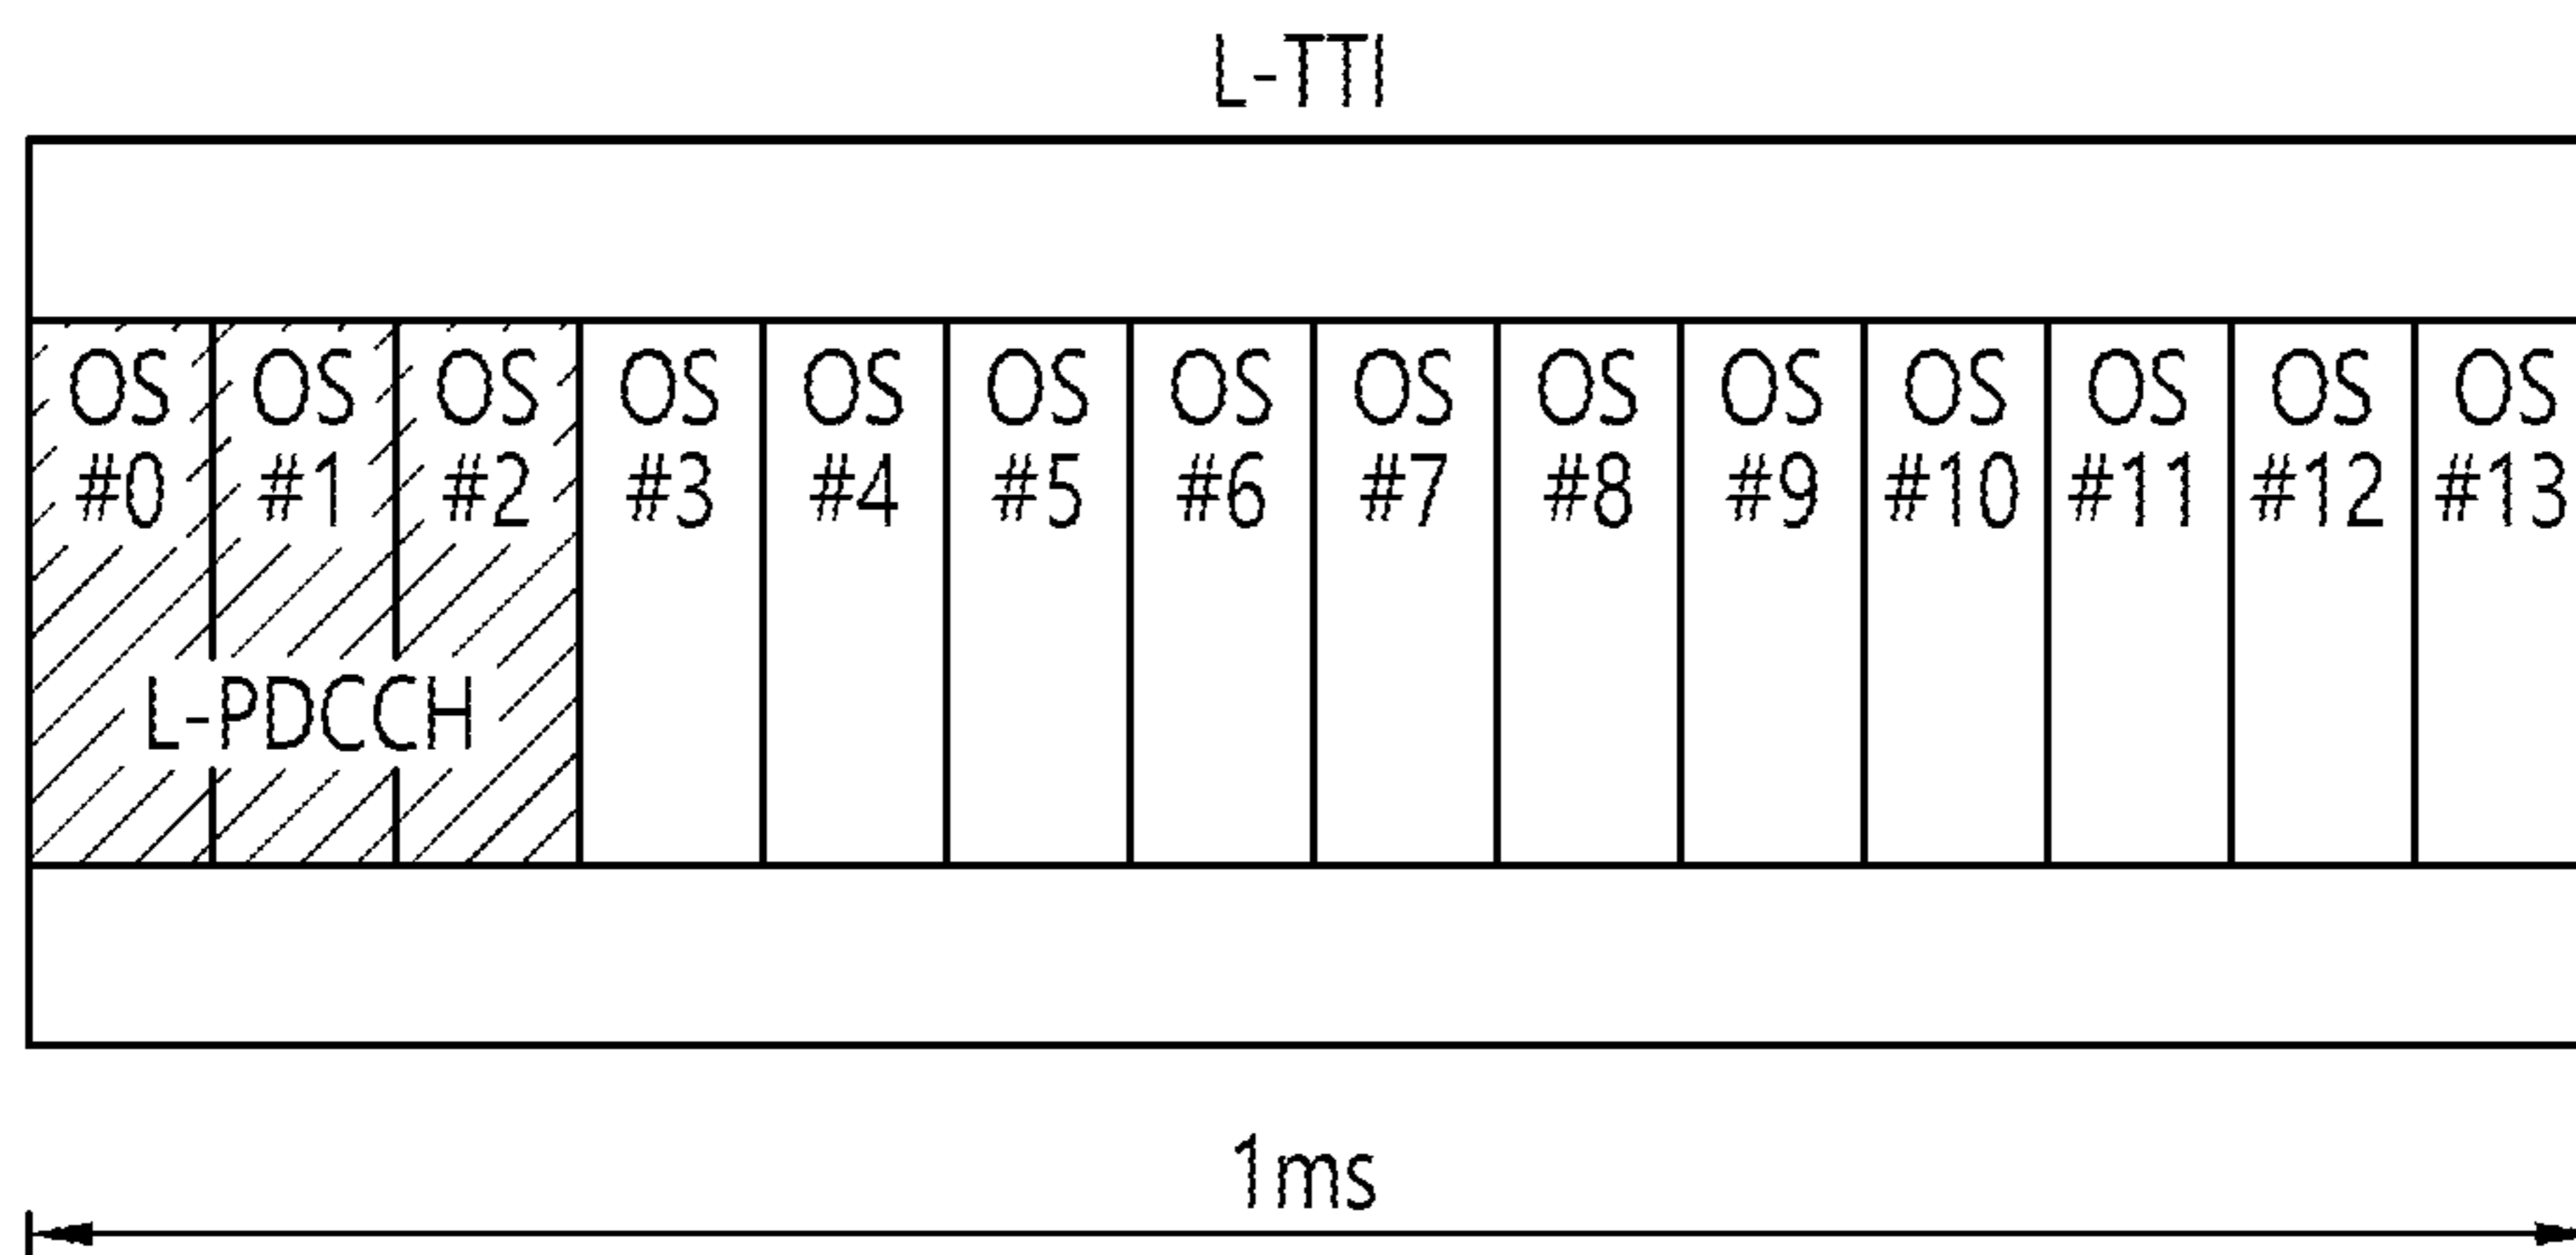 L-TTI
OS OS OS OS OS OS OS OS OS OS OS OS OS OS
#0 #1 #2 #3 #4 #5 #6 #7 #8 #9 #10 #11 #12 #13
L-PDCCH
1ms